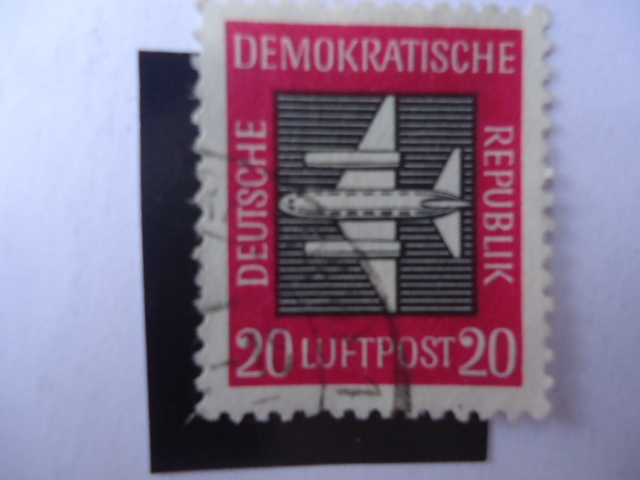 DEUTSCHE
DEMOKRATISCHE
REPUBLIK
20 LUFTPOST 20